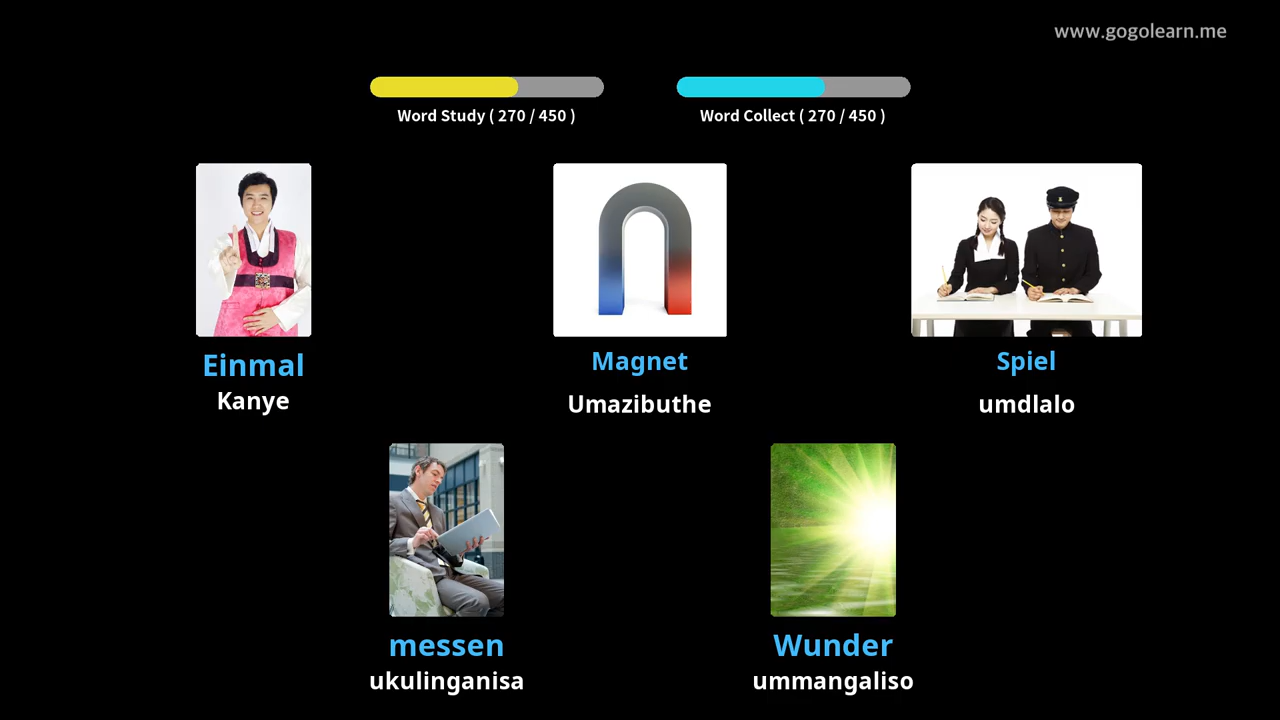 www.gogolearn.me
Word Study ( 270 / 450 )
Word Collect ( 270 / 450 )
Einmal
Kanye
Magnet
Umazibuthe
Spiel
umdlalo
messen
ukulinganisa
Wunder
ummangaliso